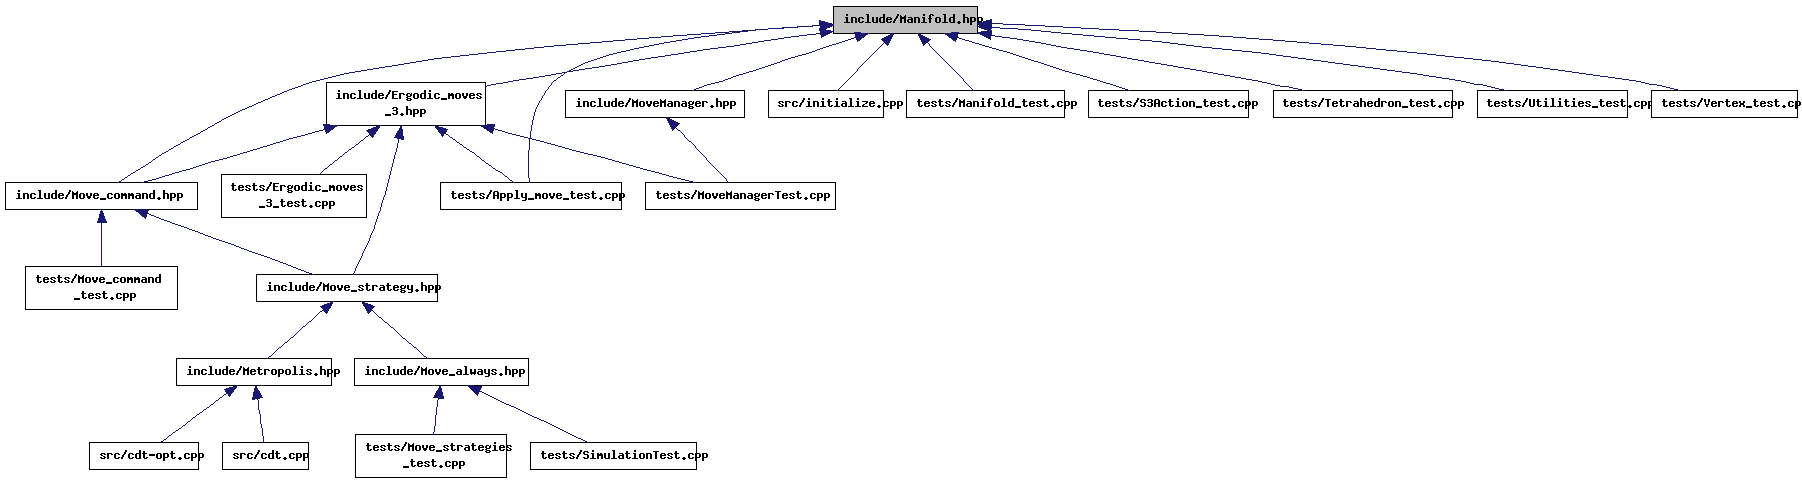 include/Manifold.hpp
include/Ergodic_moves
_3.hpp
include/MoveManager.hpp
src/initialize.cpp
tests/Manifold_test.cpp
tests/S3Action_test.cpp
tests/Tetrahedron_test.cpp
tests/Utilities_test.cpp
tests/Vertex_test.cp
include/Move_command.hpp
tests/Ergodic_moves
_3_test.cpp
tests/Apply_move_test.cpp
tests/MoveManagerTest.cpp
tests/Move_command
_test.cpp
include/Move_strategy.hpp
include/Metropolis.hpp
include/Move_always.hpp
src/cdt-opt.cpp
src/cdt.cpp
tests/Move_strategies
_test.cpp
tests/SimulationTest.cpp